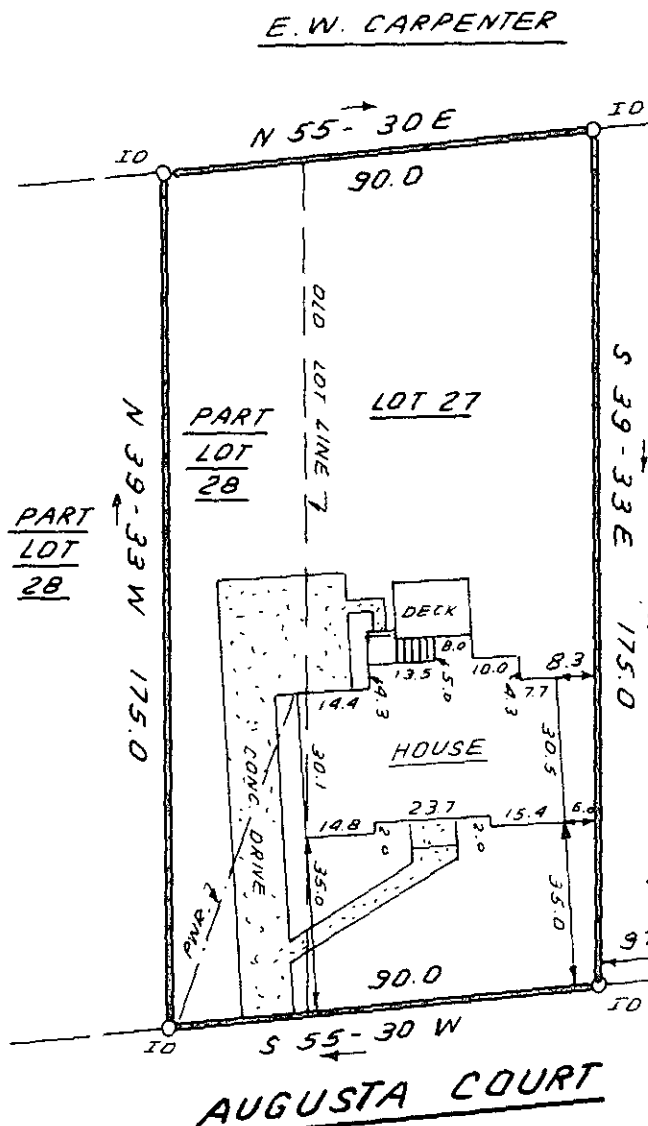 E.W. CARPENTER
N 55-30 E
IO
IO
90.0
OLD LOT LINE
N 39-33 W 175.0
S 39-33 E 175.0
PART
LOT
28
LOT 27
PART
LOT
28
DECK
8.0
13.5
5.0
10.0
4.3
7.7
8.3
14.4
4.3
HOUSE
30.1
30.5
CONC. DRIVE
PWR.
14.8
2.0
23.7
2.0
15.4
35.0
35.0
90.0
97
IO
IO
S 55-30 W
AUGUSTA COURT